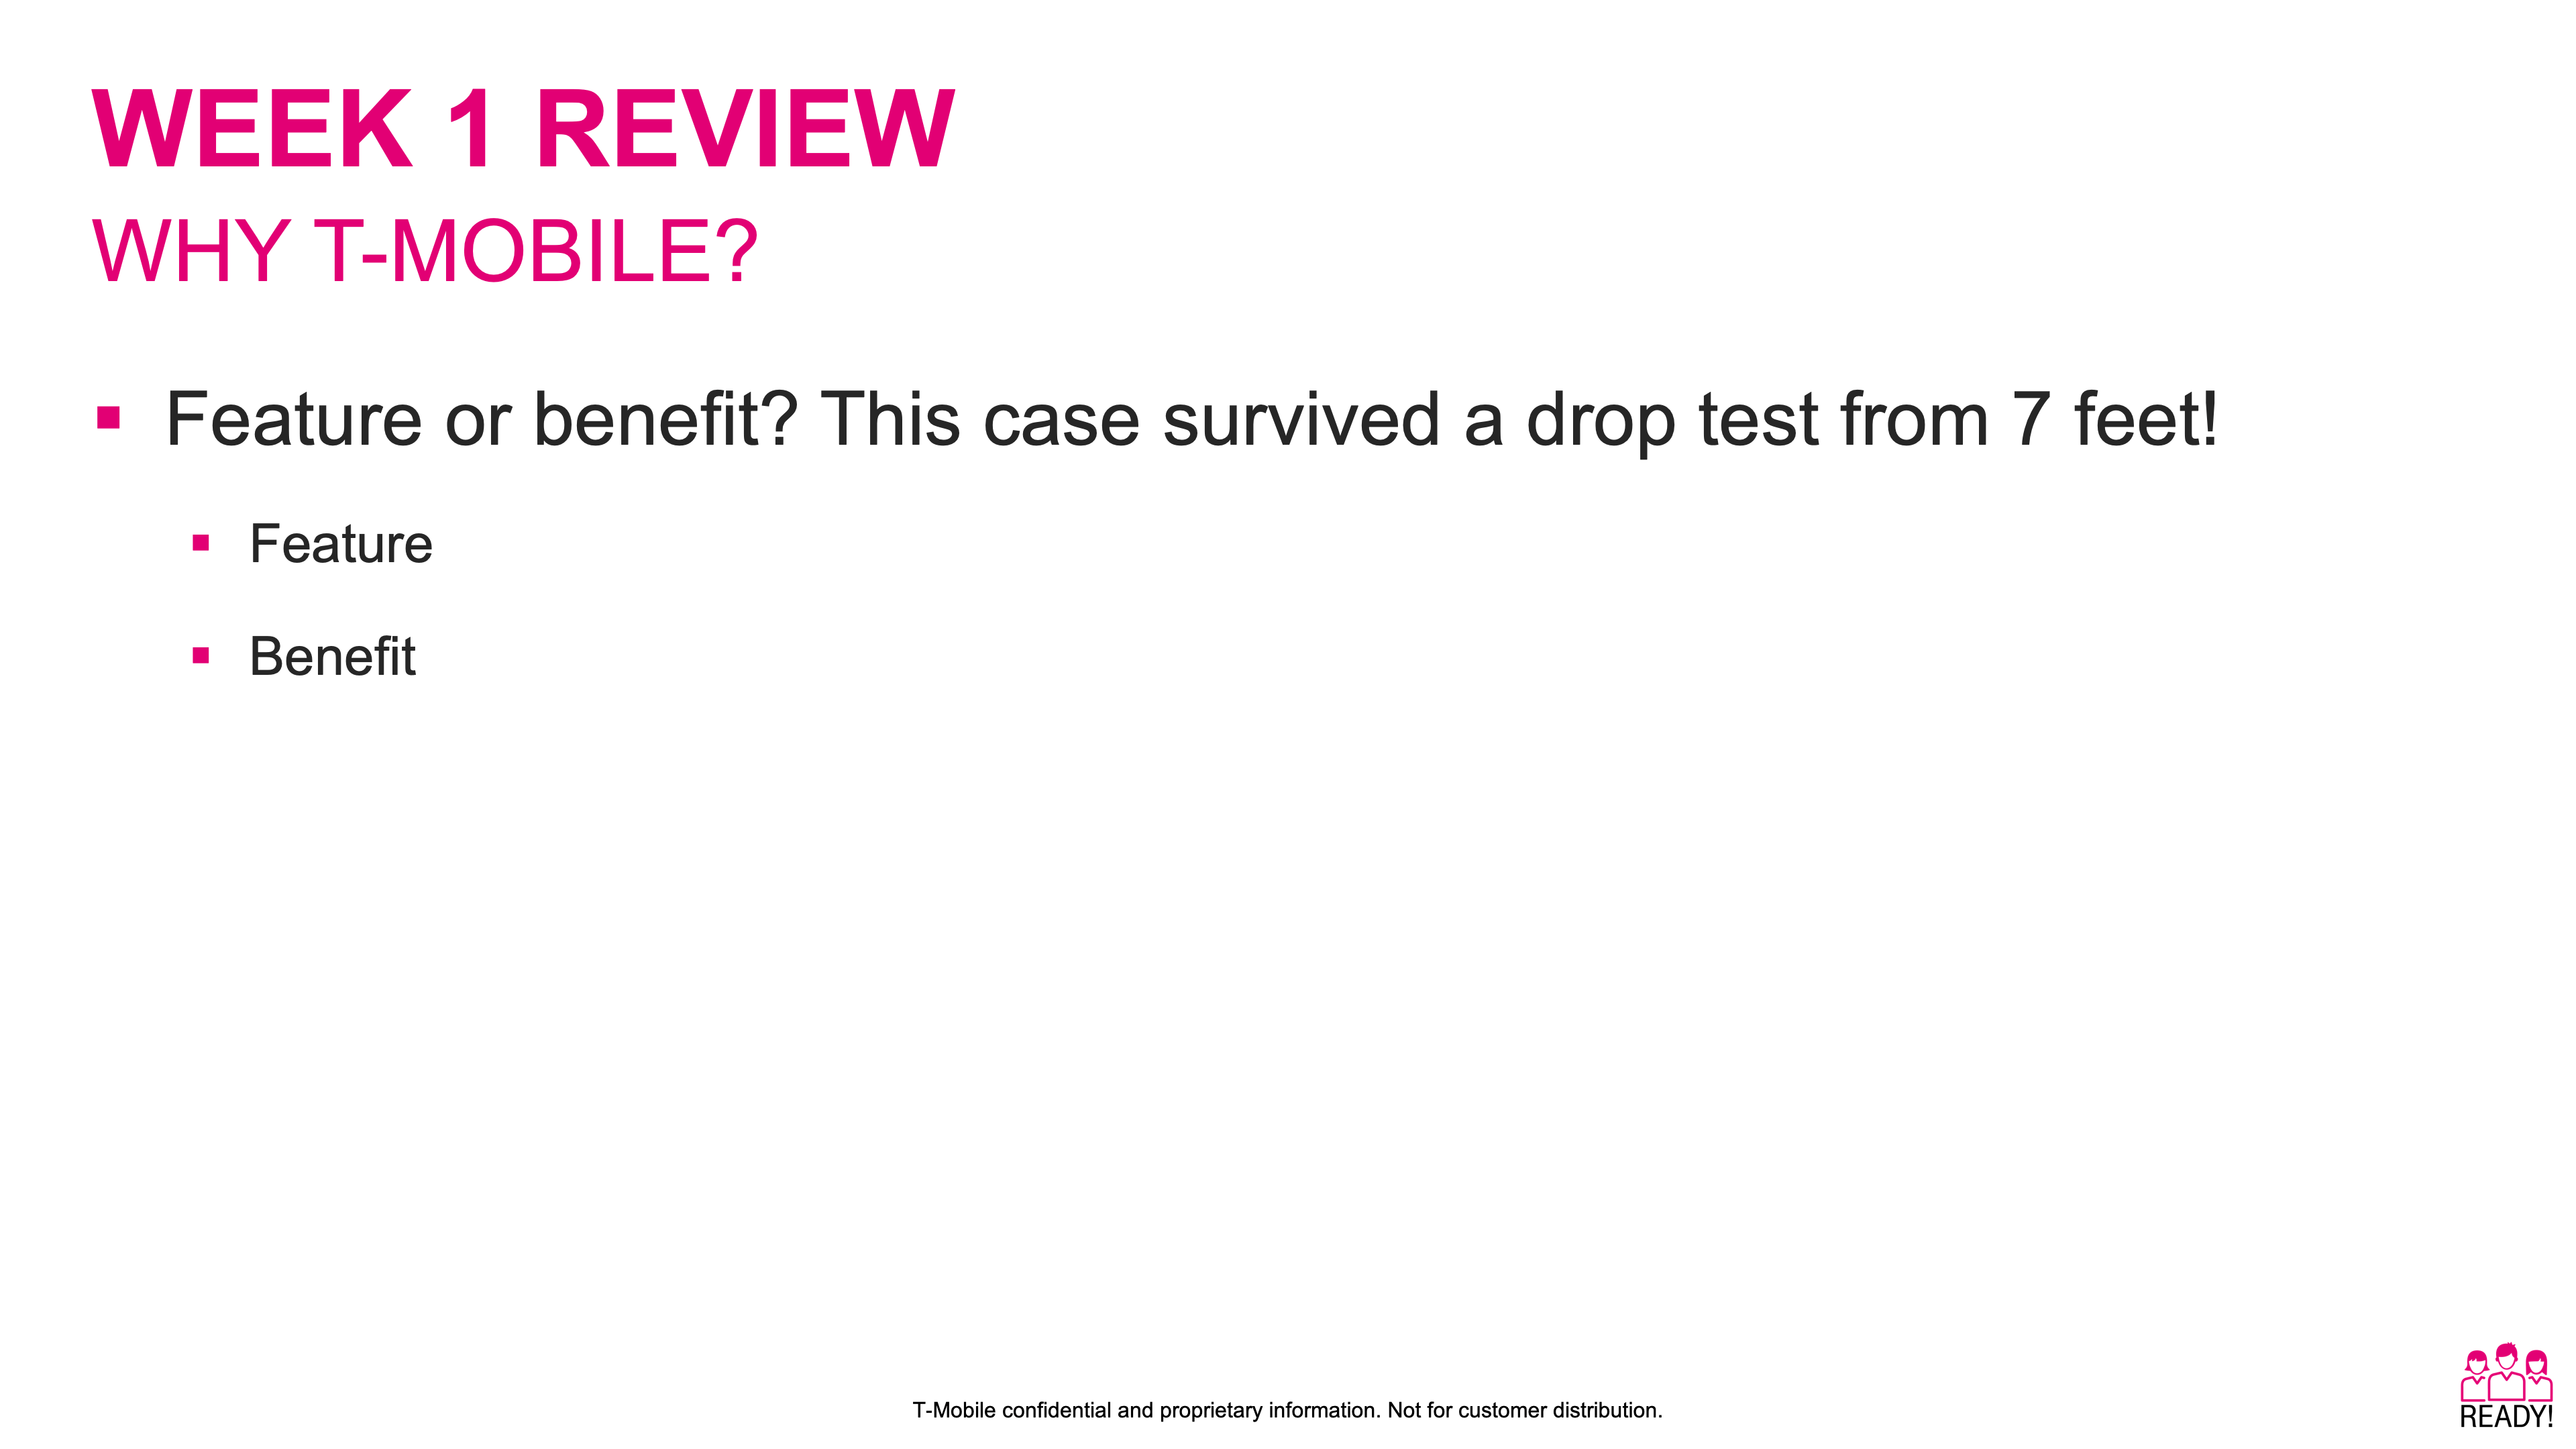 WEEK 1 REVIEW
WHY T-MOBILE?
▪ Feature or benefit? This case survived a drop test from 7 feet!
▪ Feature
▪ Benefit
T-Mobile confidential and proprietary information. Not for customer distribution.
READY!